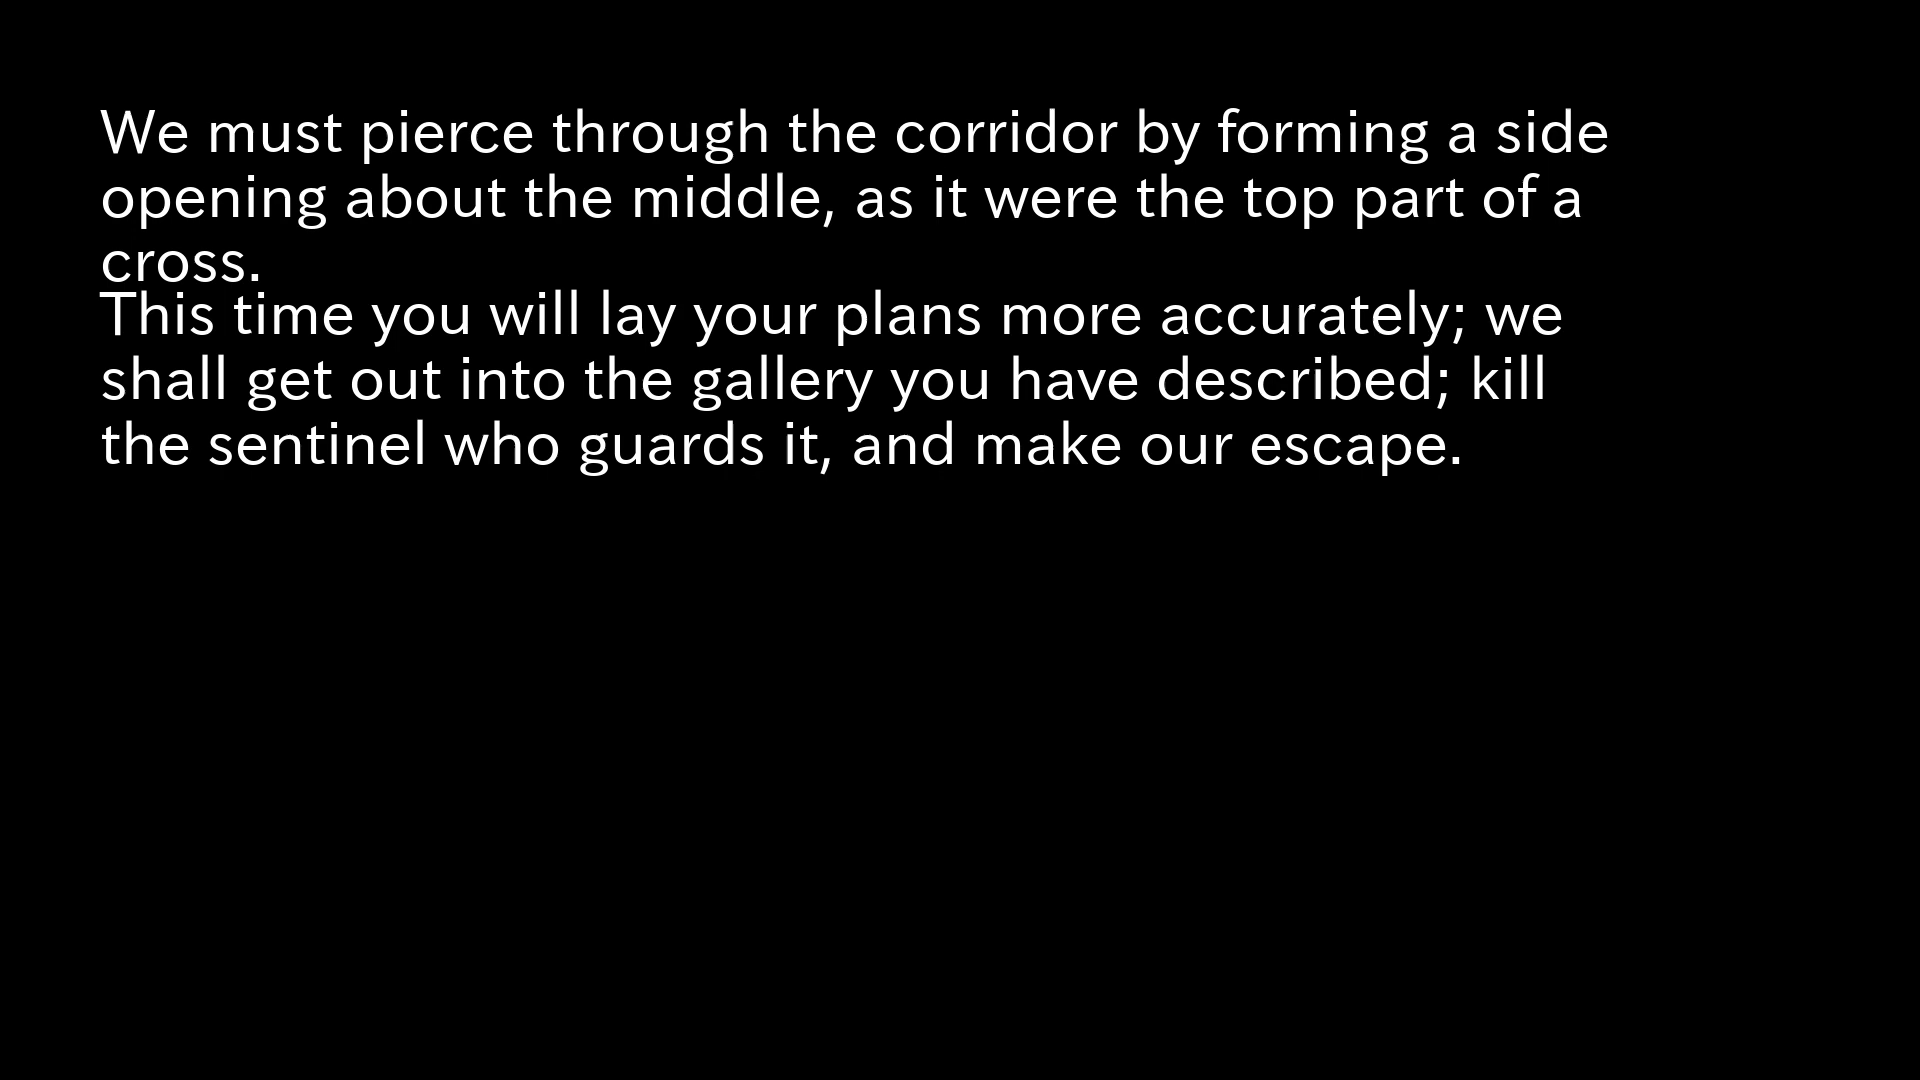 We must pierce through the corridor by forming a side
opening about the middle, as it were the top part of a
cross.
This time you will lay your plans more accurately; we
shall get out into the gallery you have described; kill
the sentinel who guards it, and make our escape.